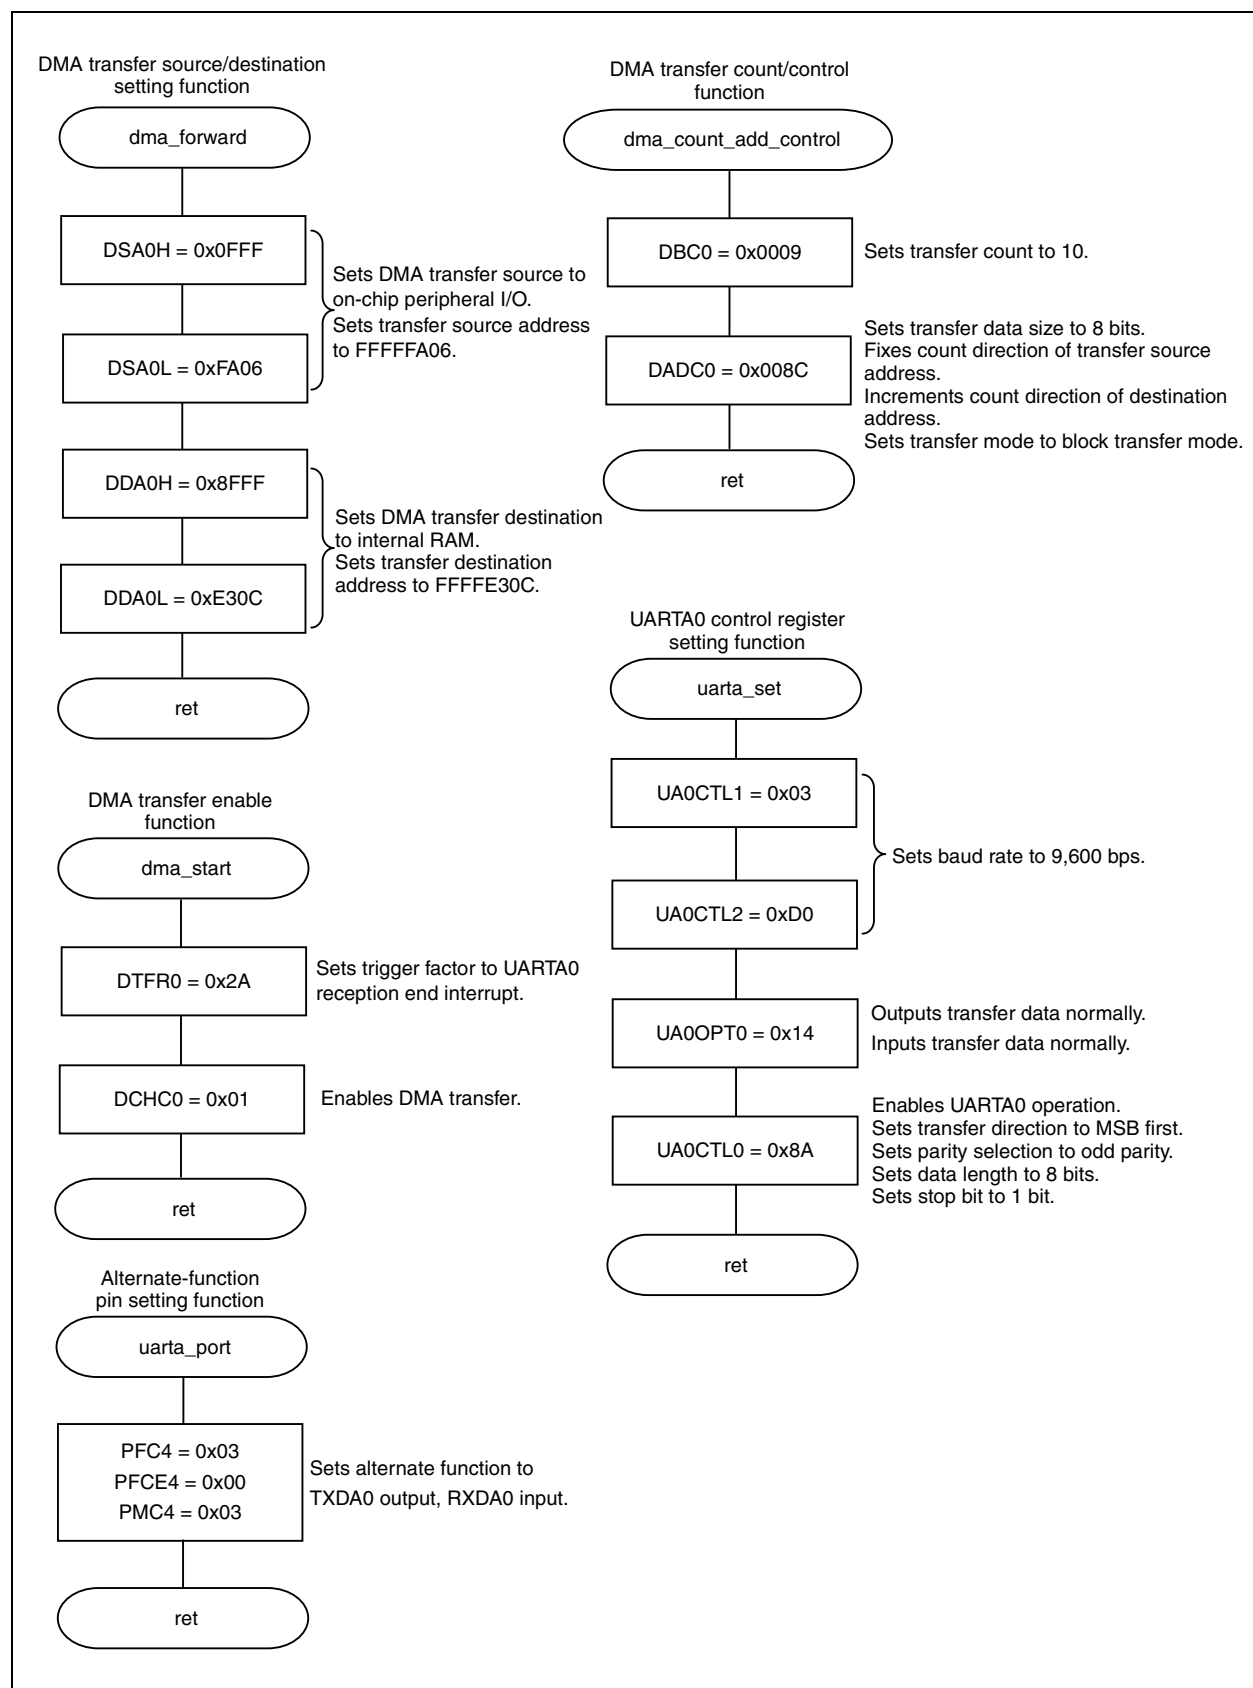 DMA transfer source/destination
setting function
dma_forward
DSA0H = 0x0FFF
DSA0L = 0xFA06
Sets DMA transfer source to
on-chip peripheral I/O.
Sets transfer source address
to FFFFFA06.
DDA0H = 0x8FFF
DDA0L = 0xE30C
Sets DMA transfer destination
to internal RAM.
Sets transfer destination
address to FFFFE30C.
ret
DMA transfer enable
function
dma_start
DTFR0 = 0x2A
Sets trigger factor to UARTA0
reception end interrupt.
DCHC0 = 0x01
Enables DMA transfer.
ret
Alternate-function
pin setting function
uarta_port
PFC4 = 0x03
PFCE4 = 0x00
PMC4 = 0x03
Sets alternate function to
TXDA0 output, RXDA0 input.
ret
DMA transfer count/control
function
dma_count_add_control
DBC0 = 0x0009
Sets transfer count to 10.
DADC0 = 0x008C
Sets transfer data size to 8 bits.
Fixes count direction of transfer source
address.
Increments count direction of destination
address.
Sets transfer mode to block transfer mode.
ret
UARTA0 control register
setting function
uarta_set
UA0CTL1 = 0x03
UA0CTL2 = 0xD0
Sets baud rate to 9,600 bps.
UA0OPT0 = 0x14
Outputs transfer data normally.
Inputs transfer data normally.
UA0CTL0 = 0x8A
Enables UARTA0 operation.
Sets transfer direction to MSB first.
Sets parity selection to odd parity.
Sets data length to 8 bits.
Sets stop bit to 1 bit.
ret